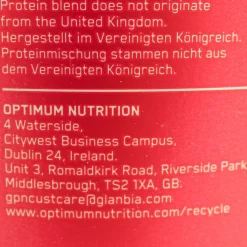 Protein blend does not originate
from the United Kingdom.
Hergestellt im Vereinigten Königreich.
Proteinmischung stammen nicht aus
dem Vereinigten Königreich.
OPTIMUM NUTRITION
4 Waterside,
Citywest Business Campus,
Dublin 24, Ireland.
Unit 3, Romaldkirk Road, Riverside Park
Middlesbrough, TS2 1XA, GB.
gpncustcare@glanbia.com
www.optimumnutrition.com/recycle